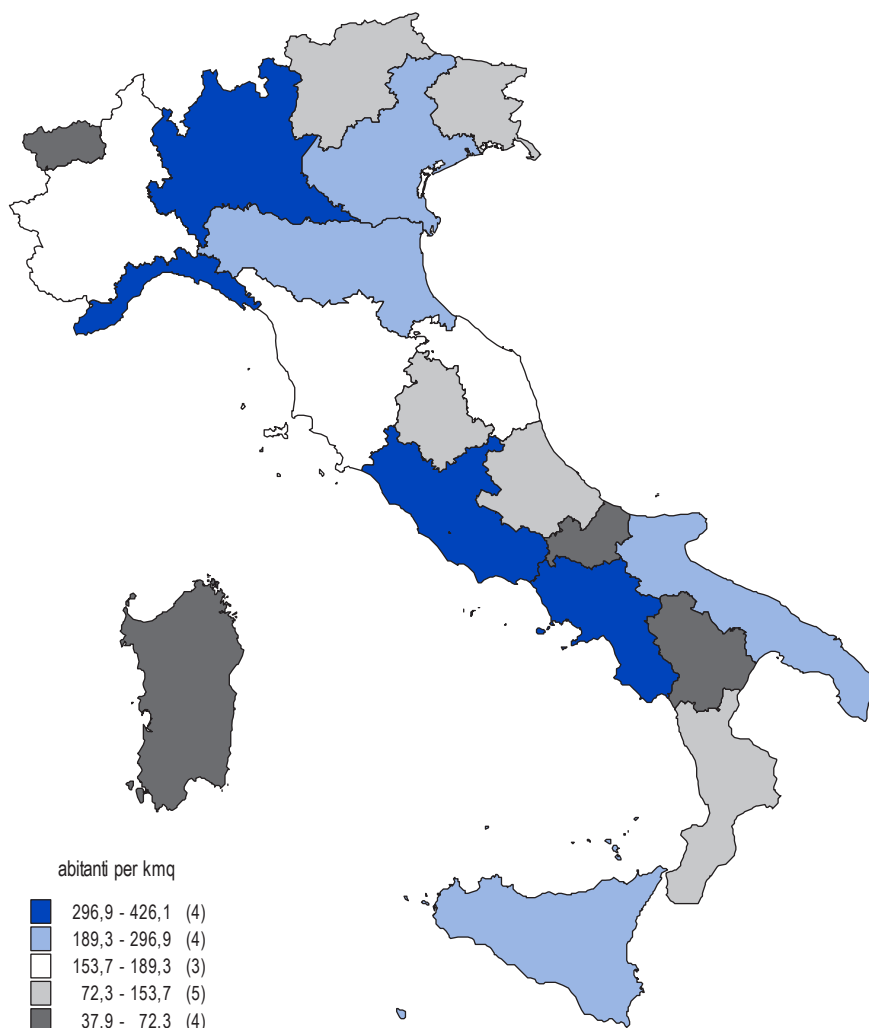 abitanti per kmq
296,9 - 426,1 (4)
189,3 - 296,9 (4)
153,7 - 189,3 (3)
72,3 - 153,7 (5)
37,9 - 72,3 (4)